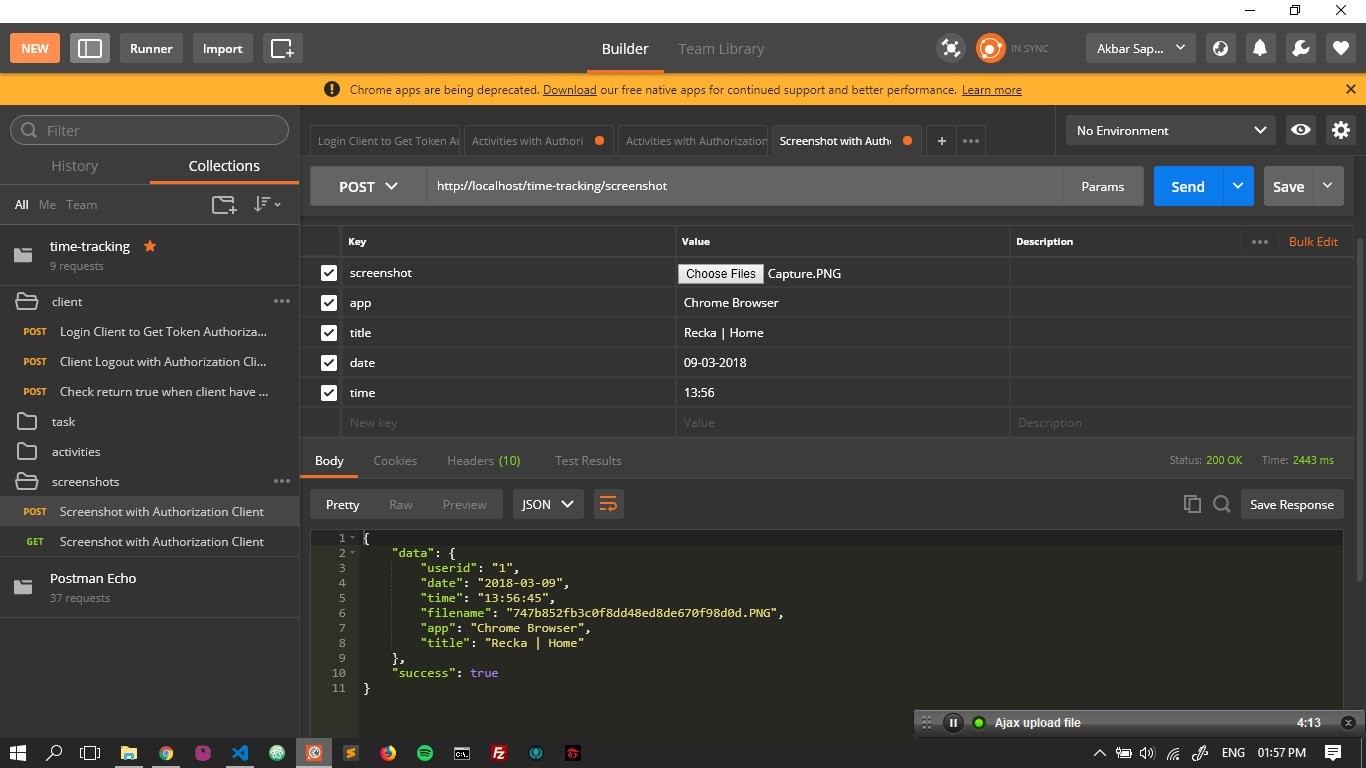 NEW
Runner
Import
Builder
Team Library
IN SYNC
Akbar Sap...
Chrome apps are being deprecated. Download our free native apps for continued support and better performance. Learn more
Filter
History
Collections
All Me Team
time-tracking
9 requests
client
POST Login Client to Get Token Authoriza...
POST Client Logout with Authorization Cli...
POST Check return true when client have ...
task
activities
screenshots
POST Screenshot with Authorization Client
GET Screenshot with Authorization Client
Postman Echo
37 requests
Login Client to Get Token Au
Activities with Authori
Activities with Authorization
Screenshot with Autho
No Environment
POST
http://localhost/time-tracking/screenshot
Params
Send
Save
Key Value Description Bulk Edit
screenshot Choose Files Capture.PNG
app Chrome Browser
title Recka | Home
date 09-03-2018
time 13:56
New key Value Description
Body Cookies Headers (10) Test Results Status: 200 OK Time: 2443 ms
Pretty Raw Preview JSON Save Response
1 {
2 "data": {
3 "userid": "1",
4 "date": "2018-03-09",
5 "time": "13:56:45",
6 "filename": "747b852fb3c0f8dd48ed8de670f98d0d.PNG",
7 "app": "Chrome Browser",
8 "title": "Recka | Home"
9 },
10 "success": true
11 }
Ajax upload file 4:13
ENG 01:57 PM